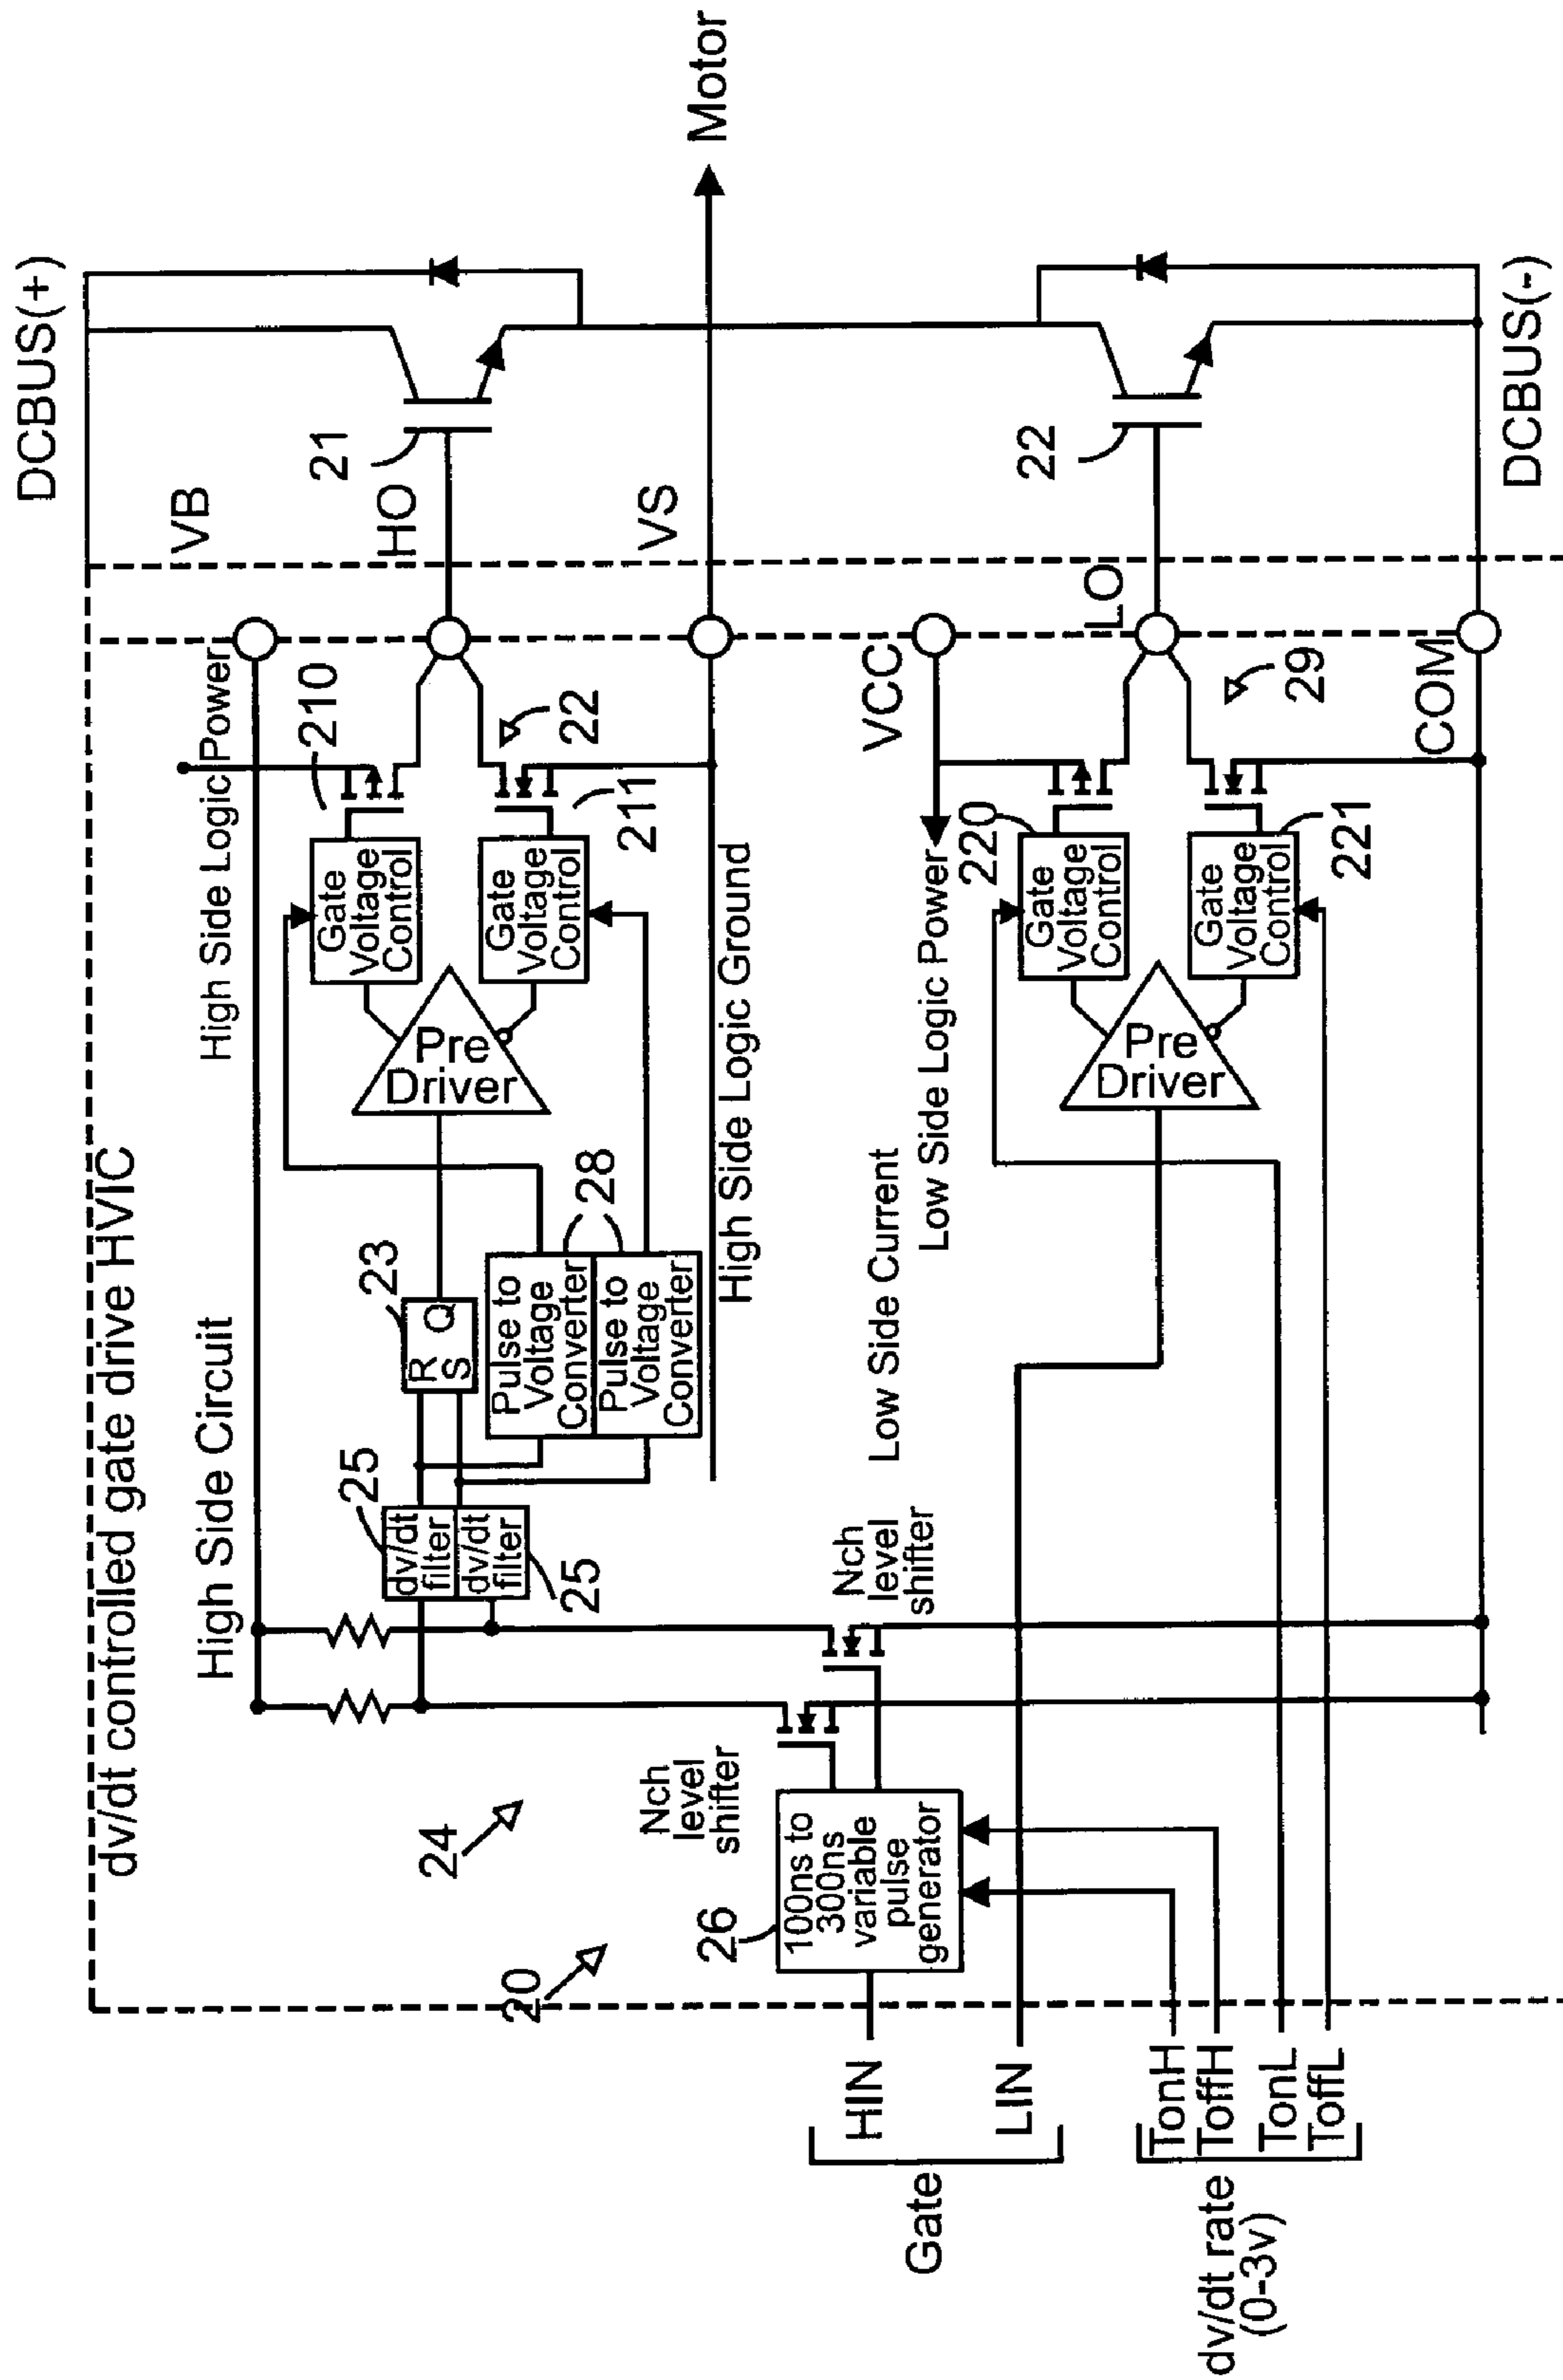 DCBUS(+)
dv/dt controlled gate drive HVIC
High Side Circuit
High Side Logic Power
VB
210
21
HO
25
dv/dt
filter
dv/dt
filter
25
23
R
S
Q
Pre
Driver
Gate
Voltage
Control
Gate
Voltage
Control
22
211
Pulse to
Voltage
Converter
Pulse to
Voltage
Converter
28
VS
Motor
High Side Logic Ground
24
Nch
level
shifter
Nch
level
shifter
20
26
100ns to
300ns
variable
pulse
generator
Low Side Current
Low Side Logic Power
VCC
HIN
LIN
Gate
220
Gate
Voltage
Control
Gate
Voltage
Control
221
Pre
Driver
LO
22
29
COM
TonH
ToffH
TonL
ToffL
dv/dt rate
(0-3v)
DCBUS(-)